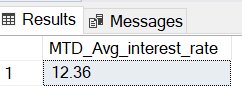 Results Messages
MTD_Avg_interest_rate
1 12.36